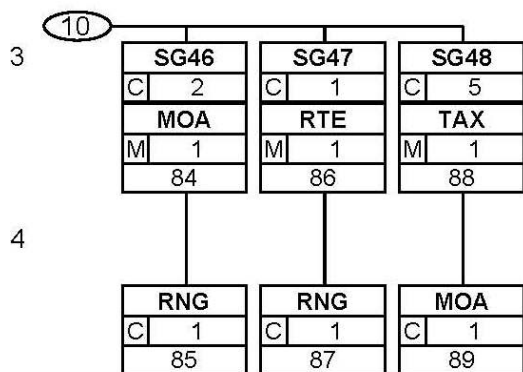 10
3
SG46 SG47 SG48
C 2 C 1 C 5
MOA RTE TAX
M 1 M 1 M 1
84 86 88
4
RNG RNG MOA
C 1 C 1 C 1
85 87 89